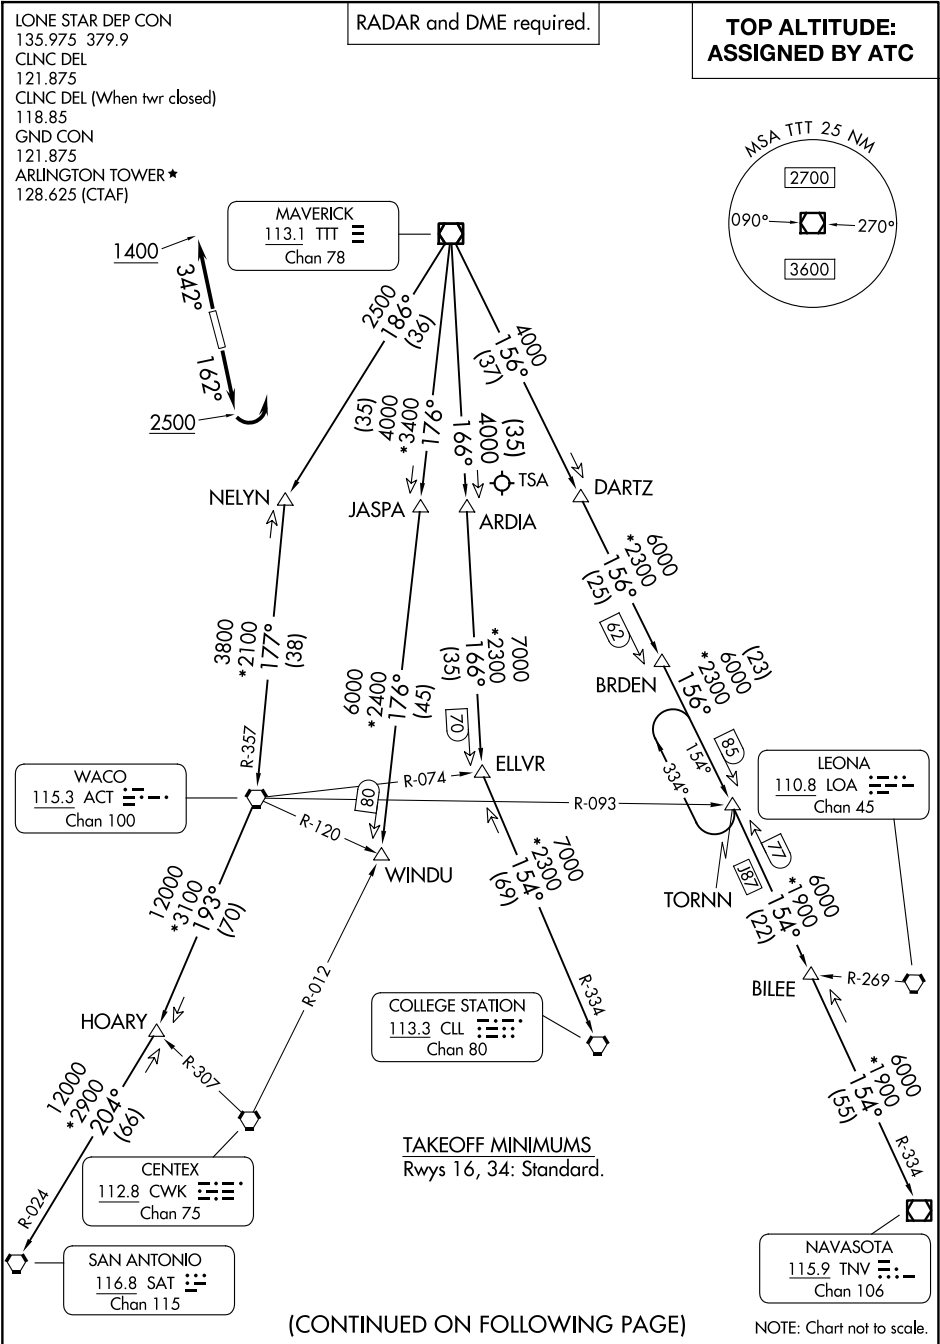 LONE STAR DEP CON
135.975 379.9
CLNC DEL
121.875
CLNC DEL (When twr closed)
118.85
GND CON
121.875
ARLINGTON TOWER★
128.625 (CTAF)
RADAR and DME required.
TOP ALTITUDE:
ASSIGNED BY ATC
MSA TTT 25 NM
2700
090°
270°
3600
MAVERICK
113.1 TTT
Chan 78
1400
342°
162°
2500
2500
186°
(36)
(35)
4000
*3400
176°
166°
4000
(35)
4000
156°
(37)
TSA
NELYN
JASPA
ARDIA
DARTZ
3800
*2100
177°
(38)
R-357
6000
*2400
176°
(45)
80
7000
*2300
166°
(35)
70
6000
*2300
156°
(25)
62
BRDEN
(23)
6000
*2300
156°
85
154°
334°
WACO
115.3 ACT
Chan 100
R-074
R-093
R-120
ELLVR
WINDU
LEONA
110.8 LOA
Chan 45
TORNN
77
J87
6000
*1900
154°
(22)
7000
*2300
154°
(69)
R-334
12000
*3100
193°
(70)
R-012
HOARY
R-307
BILEE
R-269
COLLEGE STATION
113.3 CLL
Chan 80
12000
*2900
204°
(66)
R-024
6000
*1900
154°
(55)
R-334
TAKEOFF MINIMUMS
Rwys 16, 34: Standard.
CENTEX
112.8 CWK
Chan 75
SAN ANTONIO
116.8 SAT
Chan 115
NAVASOTA
115.9 TNV
Chan 106
(CONTINUED ON FOLLOWING PAGE)
NOTE: Chart not to scale.